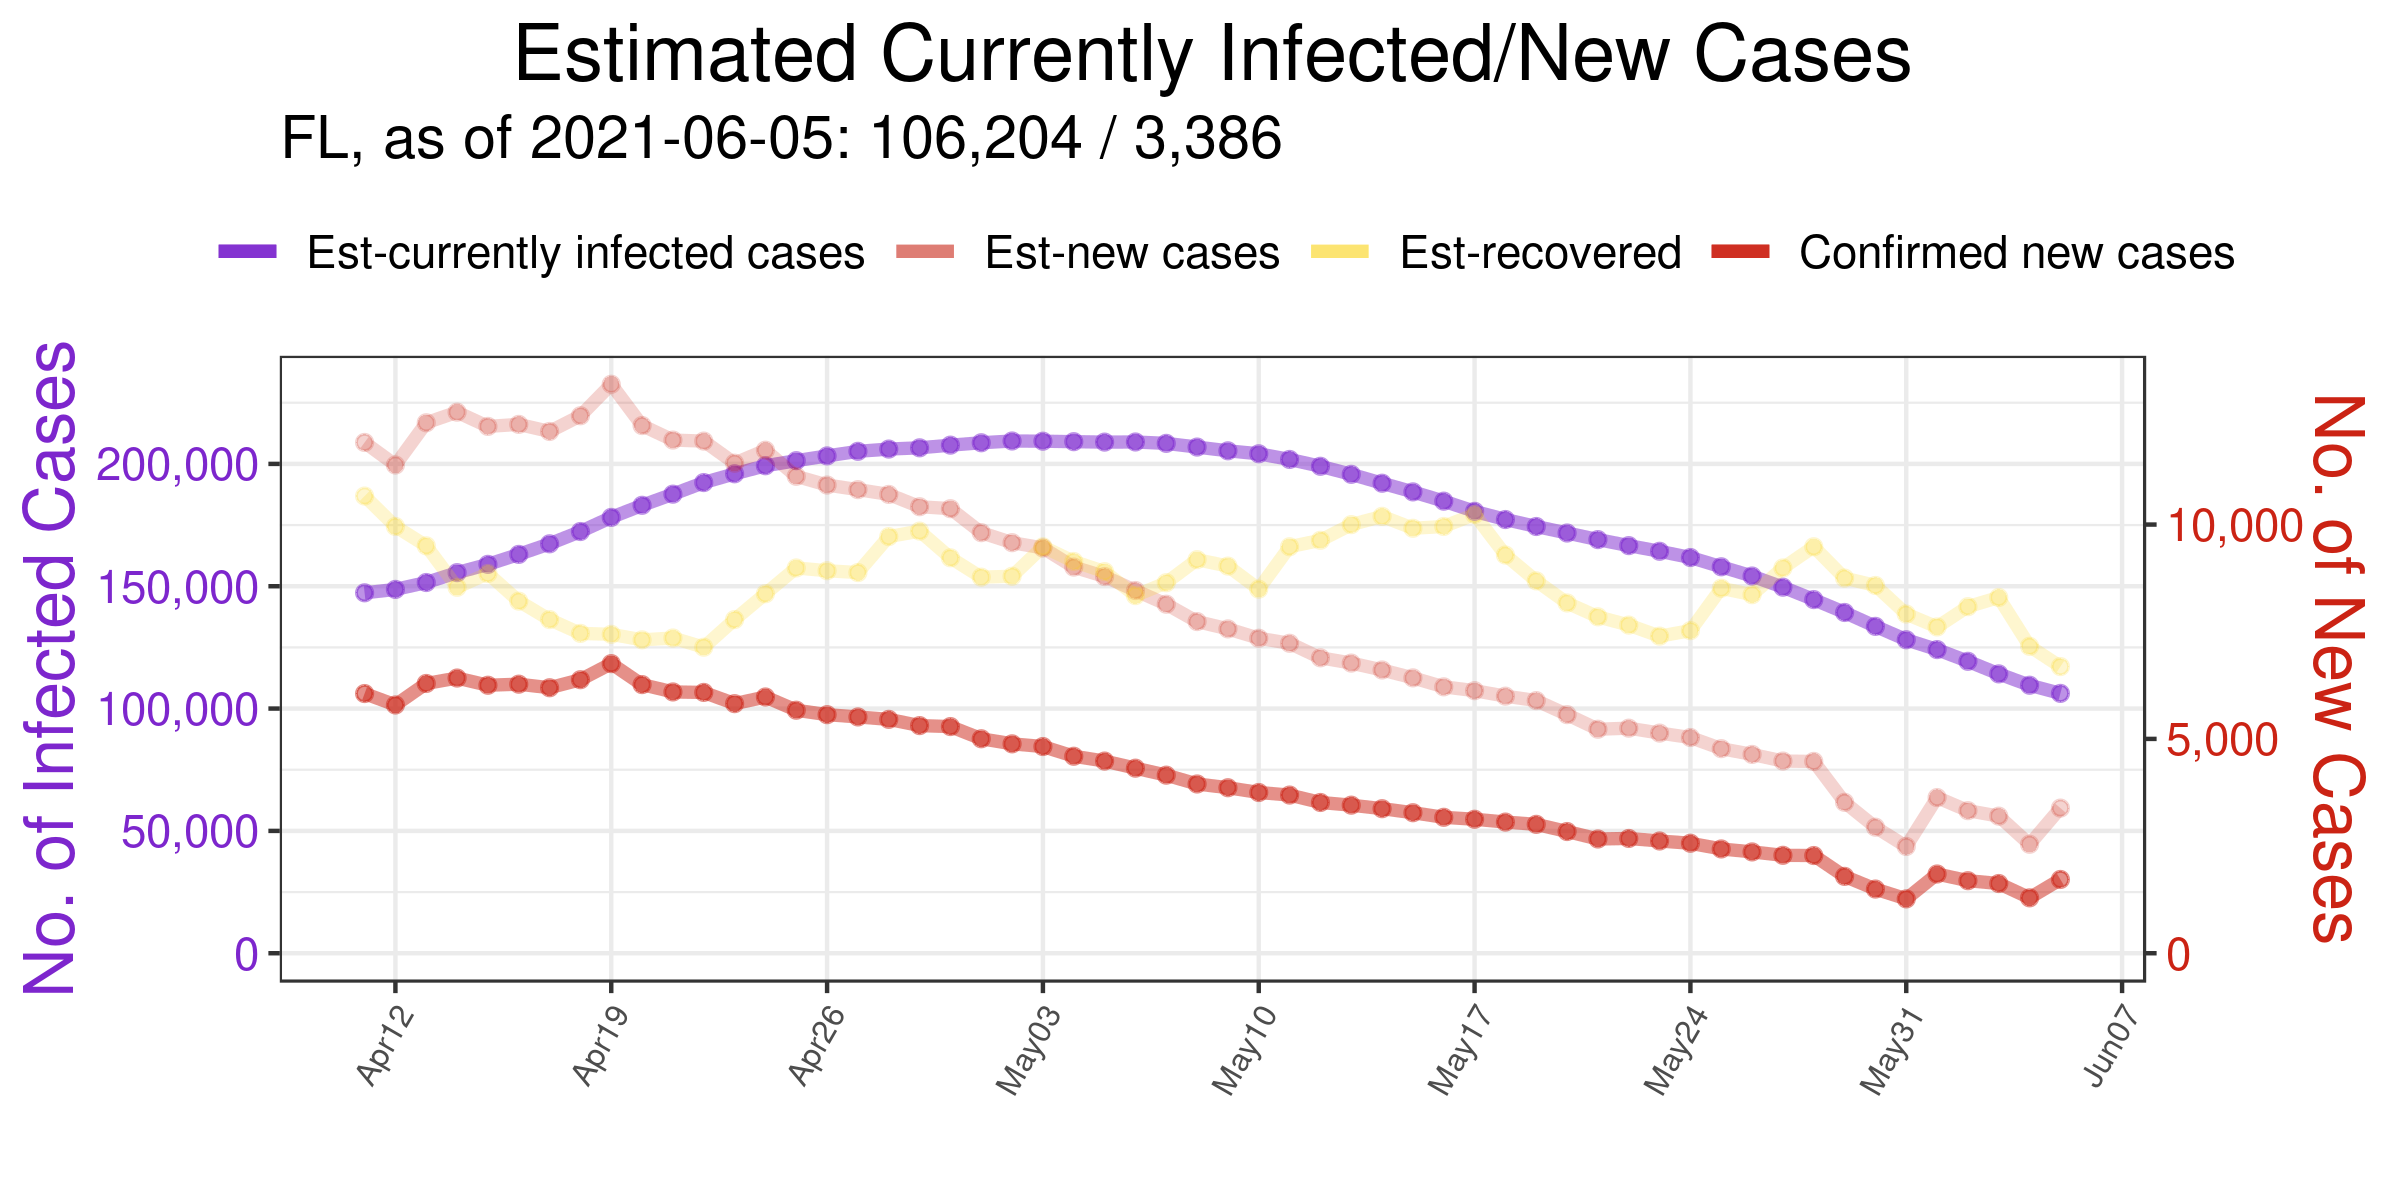 Estimated Currently Infected/New Cases
FL, as of 2021-06-05: 106,204 / 3,386
Est-currently infected cases Est-new cases Est-recovered Confirmed new cases
No. of Infected Cases
200,000
150,000
100,000
50,000
0
10,000
5,000
0
No. of New Cases
Apr12 Apr19 Apr26 May03 May10 May17 May24 May31 Jun07